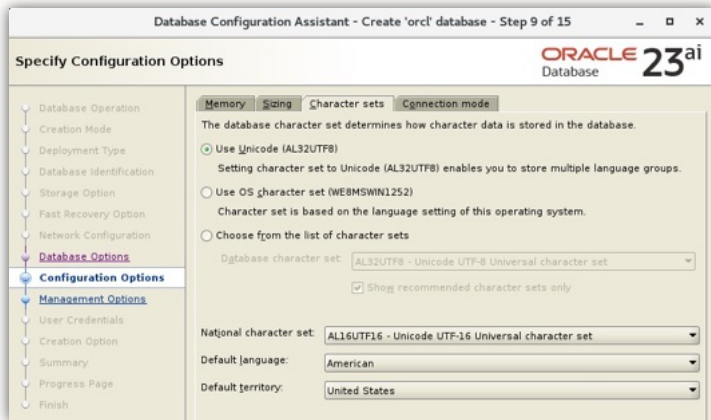 Database Configuration Assistant - Create 'orcl' database - Step 9 of 15
Specify Configuration Options
ORACLE 23ai
Database
Database Operation
Creation Mode
Deployment Type
Database Identification
Storage Option
Fast Recovery Option
Network Configuration
Database Options
Configuration Options
Management Options
User Credentials
Creation Option
Summary
Progress Page
Finish
Memory Sizing Character sets Connection mode
The database character set determines how character data is stored in the database.
Use Unicode (AL32UTF8)
Setting character set to Unicode (AL32UTF8) enables you to store multiple language groups.
Use OS character set (WE8MSWIN1252)
Character set is based on the language setting of this operating system.
Choose from the list of character sets
Database character set: AL32UTF8 - Unicode UTF-8 Universal character set
Show recommended character sets only
National character set: AL16UTF16 - Unicode UTF-16 Universal character set
Default language: American
Default territory: United States